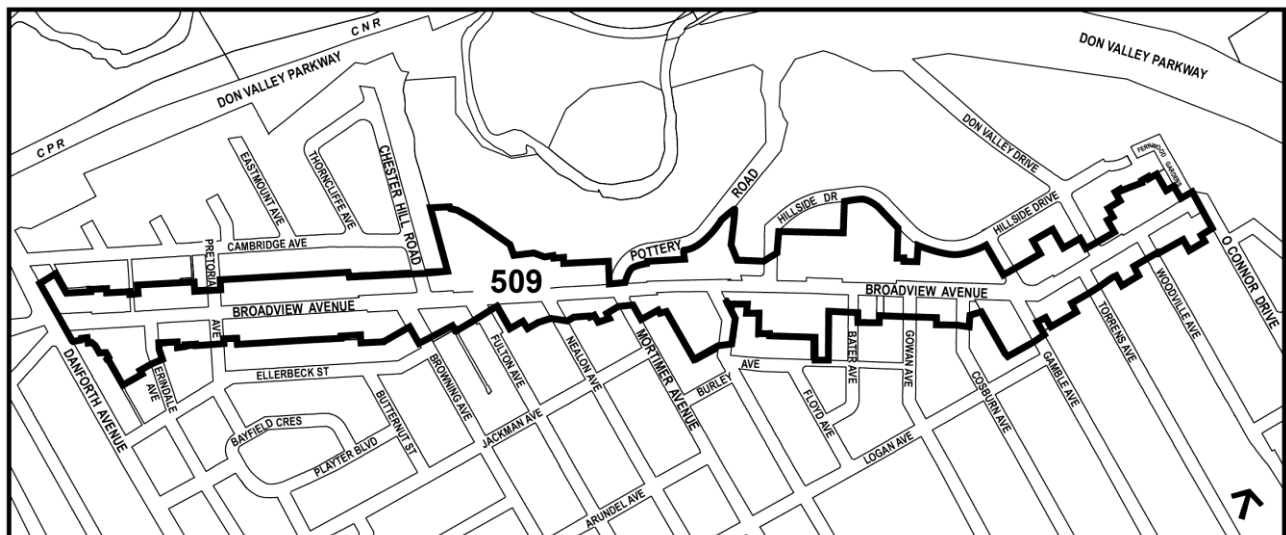 C N R
DON VALLEY PARKWAY
C P R
DON VALLEY PARKWAY
EASTMOUNT AVE
THORNCLIFFE AVE
CHESTER HILL ROAD
DON VALLEY DRIVE
FERNWOOD GARDENS
CAMBRIDGE AVE
PRETORIA AVE
POTTERY ROAD
HILLSIDE DR
HILLSIDE DRIVE
O CONNOR DRIVE
509
BROADVIEW AVENUE
BROADVIEW AVENUE
DANFORTH AVENUE
ERINDALE AVE
ELLERBECK ST
BUTTERNUT ST
BROWNING AVE
FULTON AVE
NEALON AVE
MORTIMER AVENUE
BURLEY AVE
FLOYD AVE
BATER AVE
GOWAN AVE
COSBURN AVE
GAMBLE AVE
TORRENS AVE
WOODVILLE AVE
BAYFIELD CRES
PLAYTER BLVD
JACKMAN AVE
ARUNDEL AVE
LOGAN AVE